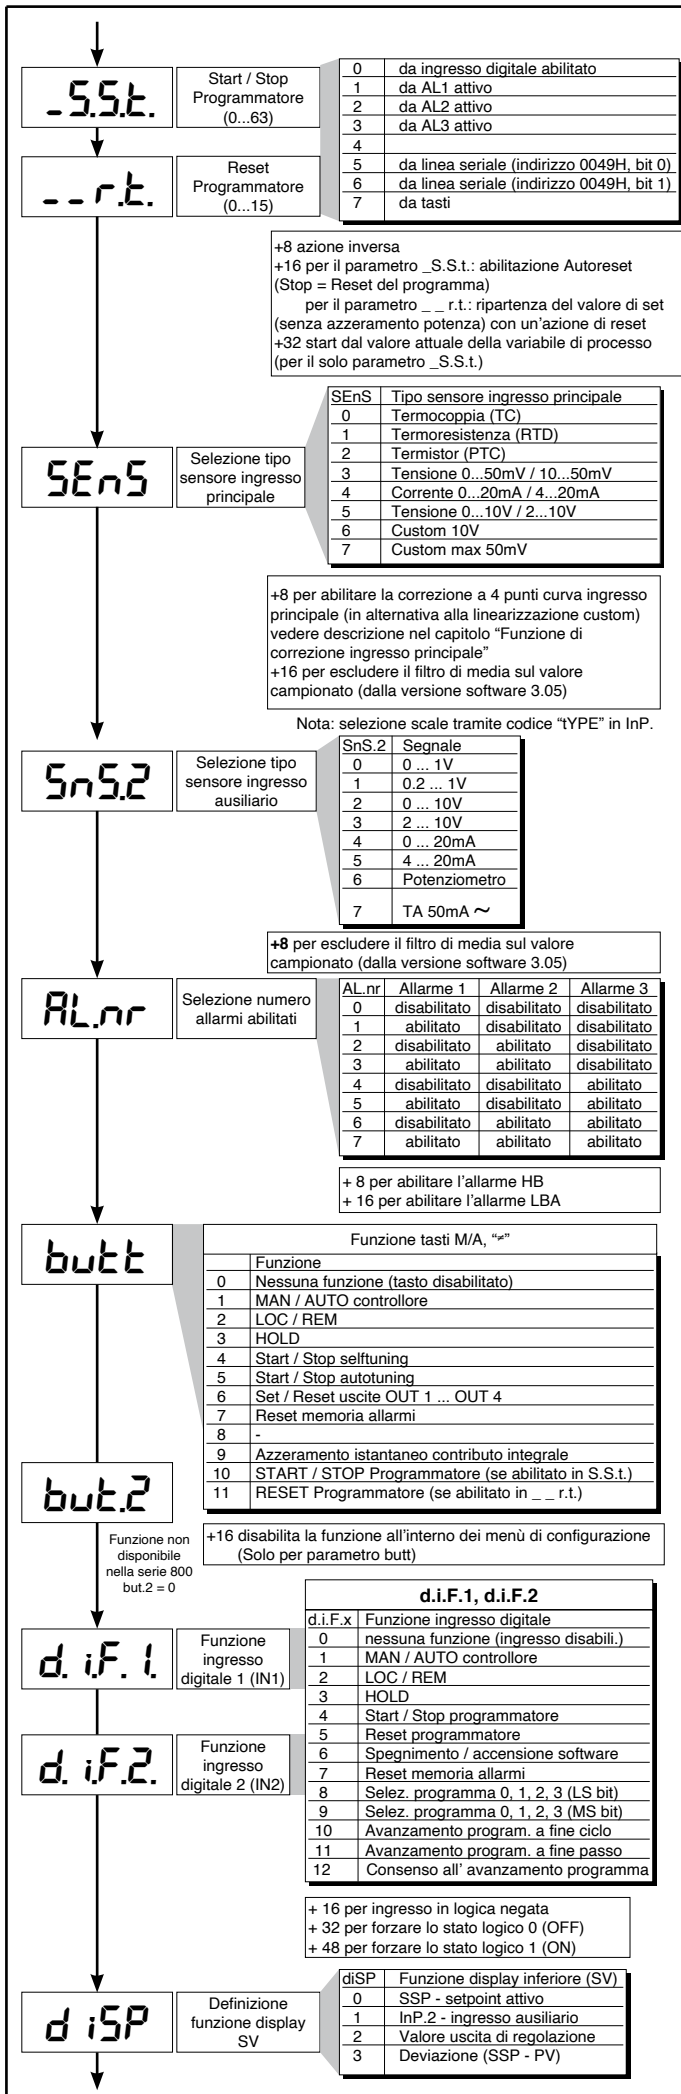 _S.S.t.
Start / Stop
Programmatore
(0...63)
_ _ r.t.
Reset
Programmatore
(0...15)
0 da ingresso digitale abilitato
1 da AL1 attivo
2 da AL2 attivo
3 da AL3 attivo
4
5 da linea seriale (indirizzo 0049H, bit 0)
6 da linea seriale (indirizzo 0049H, bit 1)
7 da tasti
+8 azione inversa
+16 per il parametro _S.S.t.: abilitazione Autoreset
(Stop = Reset del programma)
per il parametro _ _ r.t.: ripartenza del valore di set
(senza azzeramento potenza) con un'azione di reset
+32 start dal valore attuale della variabile di processo
(per il solo parametro _S.S.t.)
SEnS
Selezione tipo
sensore ingresso
principale
SEnS Tipo sensore ingresso principale
0 Termocoppia (TC)
1 Termoresistenza (RTD)
2 Termistor (PTC)
3 Tensione 0...50mV / 10...50mV
4 Corrente 0...20mA / 4...20mA
5 Tensione 0...10V / 2...10V
6 Custom 10V
7 Custom max 50mV
+8 per abilitare la correzione a 4 punti curva ingresso
principale (in alternativa alla linearizzazione custom)
vedere descrizione nel capitolo “Funzione di
correzione ingresso principale”
+16 per escludere il filtro di media sul valore
campionato (dalla versione software 3.05)
Nota: selezione scale tramite codice “tYPE” in InP.
SnS.2
Selezione tipo
sensore ingresso
ausiliario
SnS.2 Segnale
0 0 ... 1V
1 0.2 ... 1V
2 0 ... 10V
3 2 ... 10V
4 0 ... 20mA
5 4 ... 20mA
6 Potenziometro
7 TA 50mA ~
+8 per escludere il filtro di media sul valore
campionato (dalla versione software 3.05)
AL.nr
Selezione numero
allarmi abilitati
AL.nr Allarme 1 Allarme 2 Allarme 3
0 disabilitato disabilitato disabilitato
1 abilitato disabilitato disabilitato
2 disabilitato abilitato disabilitato
3 abilitato abilitato disabilitato
4 disabilitato disabilitato abilitato
5 abilitato disabilitato abilitato
6 disabilitato abilitato abilitato
7 abilitato abilitato abilitato
+ 8 per abilitare l'allarme HB
+ 16 per abilitare l'allarme LBA
butt
Funzione tasti M/A, “≠”
Funzione
0 Nessuna funzione (tasto disabilitato)
1 MAN / AUTO controllore
2 LOC / REM
3 HOLD
4 Start / Stop selftuning
5 Start / Stop autotuning
6 Set / Reset uscite OUT 1 ... OUT 4
7 Reset memoria allarmi
8 -
9 Azzeramento istantaneo contributo integrale
10 START / STOP Programmatore (se abilitato in S.S.t.)
11 RESET Programmatore (se abilitato in _ _ r.t.)
but.2
Funzione non
disponibile
nella serie 800
but.2 = 0
+16 disabilita la funzione all'interno dei menù di configurazione
(Solo per parametro butt)
d.i.F.1, d.i.F.2
d.i.F.x Funzione ingresso digitale
0 nessuna funzione (ingresso disabili.)
1 MAN / AUTO controllore
2 LOC / REM
3 HOLD
4 Start / Stop programmatore
5 Reset programmatore
6 Spegnimento / accensione software
7 Reset memoria allarmi
8 Selez. programma 0, 1, 2, 3 (LS bit)
9 Selez. programma 0, 1, 2, 3 (MS bit)
10 Avanzamento program. a fine ciclo
11 Avanzamento program. a fine passo
12 Consenso all' avanzamento programma
d. i.F. 1.
Funzione
ingresso
digitale 1 (IN1)
d. i.F.2.
Funzione
ingresso
digitale 2 (IN2)
+ 16 per ingresso in logica negata
+ 32 per forzare lo stato logico 0 (OFF)
+ 48 per forzare lo stato logico 1 (ON)
diSP
Definizione
funzione display
SV
diSP Funzione display inferiore (SV)
0 SSP - setpoint attivo
1 InP.2 - ingresso ausiliario
2 Valore uscita di regolazione
3 Deviazione (SSP - PV)